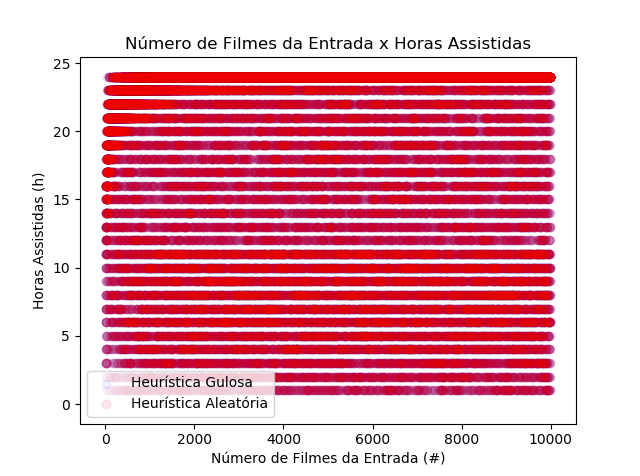 Número de Filmes da Entrada x Horas Assistidas
25
20
15
10
5
0
Horas Assistidas (h)
Heurística Gulosa
Heurística Aleatória
0 2000 4000 6000 8000 10000
Número de Filmes da Entrada (#)